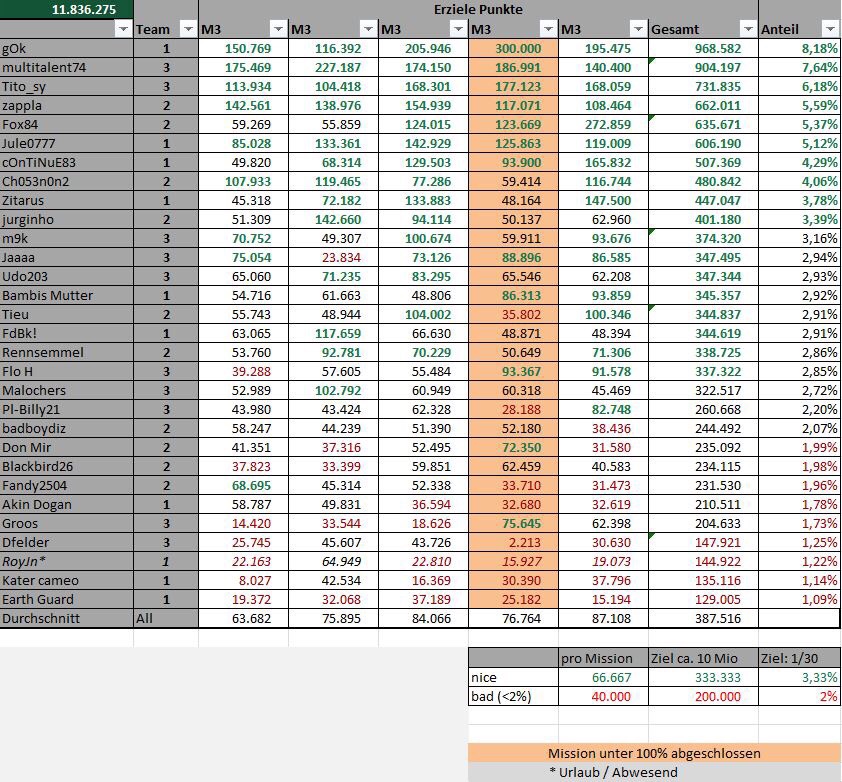 11.836.275 Erziele Punkte
Team M3 M3 M3 M3 M3 Gesamt Anteil
gOk 1 150.769 116.392 205.946 300.000 195.475 968.582 8,18%
multitalent74 3 175.469 227.187 174.150 186.991 140.400 904.197 7,64%
Tito_sy 3 113.934 104.418 168.301 177.123 168.059 731.835 6,18%
zappla 2 142.561 138.976 154.939 117.071 108.464 662.011 5,59%
Fox84 2 59.269 55.859 124.015 123.669 272.859 635.671 5,37%
Jule0777 1 85.028 133.361 142.929 125.863 119.009 606.190 5,12%
cOnTiNuE83 1 49.820 68.314 129.503 93.900 165.832 507.369 4,29%
Ch053n0n2 2 107.933 119.465 77.286 59.414 116.744 480.842 4,06%
Zitarus 1 45.318 72.182 133.883 48.164 147.500 447.047 3,78%
jurginho 2 51.309 142.660 94.114 50.137 62.960 401.180 3,39%
m9k 3 70.752 49.307 100.674 59.911 93.676 374.320 3,16%
Jaaaa 3 75.054 23.834 73.126 88.896 86.585 347.495 2,94%
Udo203 3 65.060 71.235 83.295 65.546 62.208 347.344 2,93%
Bambis Mutter 1 54.716 61.663 48.806 86.313 93.859 345.357 2,92%
Tieu 2 55.743 48.944 104.002 35.802 100.346 344.837 2,91%
FdBk! 1 63.065 117.659 66.630 48.871 48.394 344.619 2,91%
Rennsemmel 2 53.760 92.781 70.229 50.649 71.306 338.725 2,86%
Flo H 3 39.288 57.605 55.484 93.367 91.578 337.322 2,85%
Malochers 3 52.989 102.792 60.949 60.318 45.469 322.517 2,72%
Pl-Billy21 3 43.980 43.424 62.328 28.188 82.748 260.668 2,20%
badboydiz 2 58.247 44.239 51.390 52.180 38.436 244.492 2,07%
Don Mir 2 41.351 37.316 52.495 72.350 31.580 235.092 1,99%
Blackbird26 2 37.823 33.399 59.851 62.459 40.583 234.115 1,98%
Fandy2504 2 68.695 45.314 52.338 33.710 31.473 231.530 1,96%
Akin Dogan 1 58.787 49.831 36.594 32.680 32.619 210.511 1,78%
Groos 3 14.420 33.544 18.626 75.645 62.398 204.633 1,73%
Dfelder 3 25.745 45.607 43.726 2.213 30.630 147.921 1,25%
RoyJn* 1 22.163 64.949 22.810 15.927 19.073 144.922 1,22%
Kater cameo 1 8.027 42.534 16.369 30.390 37.796 135.116 1,14%
Earth Guard 1 19.372 32.068 37.189 25.182 15.194 129.005 1,09%
Durchschnitt All 63.682 75.895 84.066 76.764 87.108 387.516
pro Mission Ziel ca. 10 Mio Ziel: 1/30
nice 66.667 333.333 3,33%
bad (<2%) 40.000 200.000 2%
Mission unter 100% abgeschlossen
* Urlaub / Abwesend